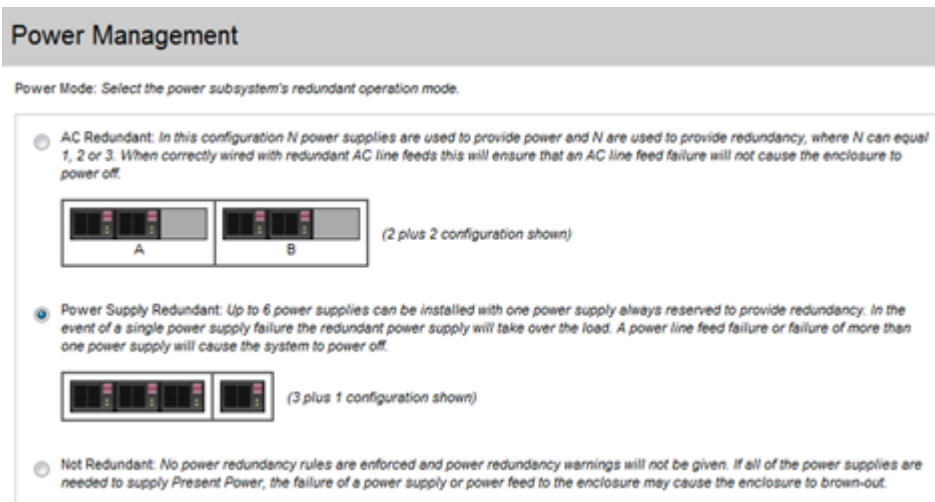 Power Management
Power Mode: Select the power subsystem's redundant operation mode.
AC Redundant: In this configuration N power supplies are used to provide power and N are used to provide redundancy, where N can equal
1, 2 or 3. When correctly wired with redundant AC line feeds this will ensure that an AC line feed failure will not cause the enclosure to
power off.
A B (2 plus 2 configuration shown)
Power Supply Redundant: Up to 6 power supplies can be installed with one power supply always reserved to provide redundancy. In the
event of a single power supply failure the redundant power supply will take over the load. A power line feed failure or failure of more than
one power supply will cause the system to power off.
(3 plus 1 configuration shown)
Not Redundant: No power redundancy rules are enforced and power redundancy warnings will not be given. If all of the power supplies are
needed to supply Present Power, the failure of a power supply or power feed to the enclosure may cause the enclosure to brown-out.